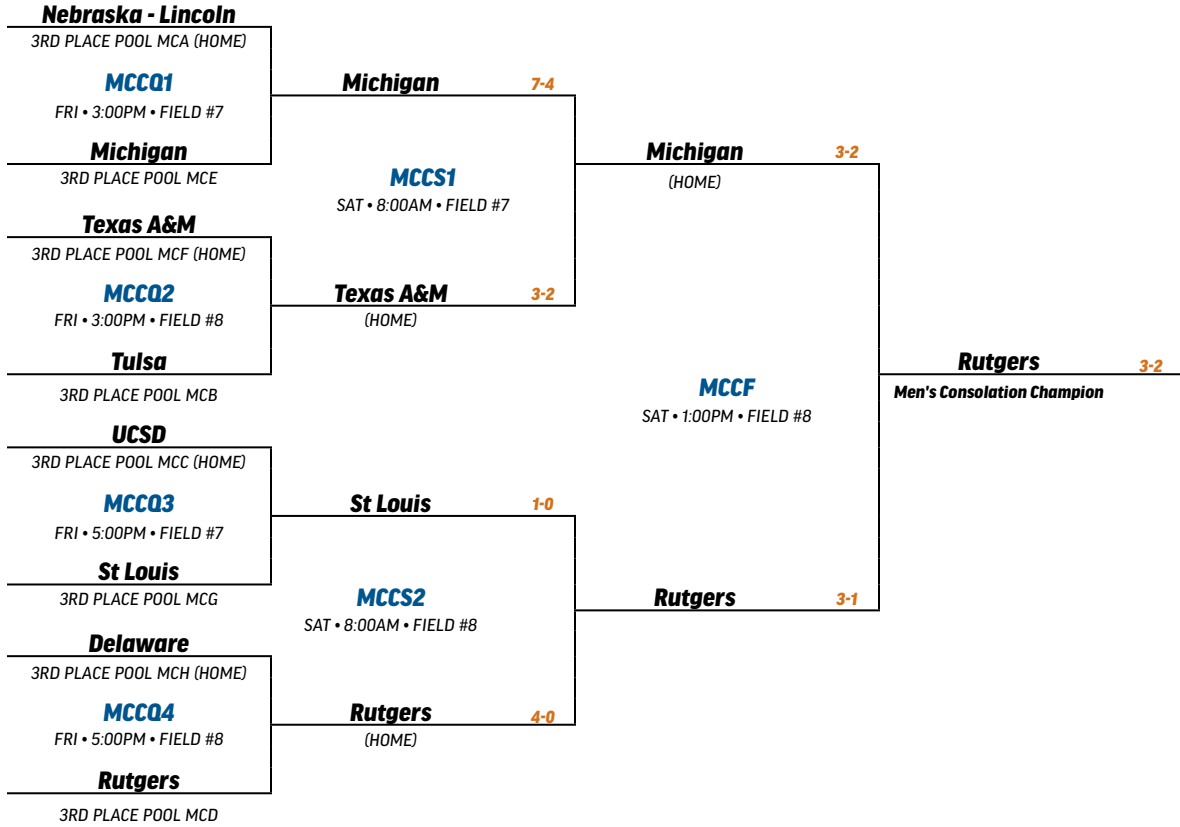 Nebraska - Lincoln
3RD PLACE POOL MCA (HOME)
MCCQ1
FRI • 3:00PM • FIELD #7
Michigan
3RD PLACE POOL MCE
Texas A&M
3RD PLACE POOL MCF (HOME)
MCCQ2
FRI • 3:00PM • FIELD #8
Tulsa
3RD PLACE POOL MCB
UCSD
3RD PLACE POOL MCC (HOME)
MCCQ3
FRI • 5:00PM • FIELD #7
St Louis
3RD PLACE POOL MCG
Delaware
3RD PLACE POOL MCH (HOME)
MCCQ4
FRI • 5:00PM • FIELD #8
Rutgers
3RD PLACE POOL MCD
Michigan 7-4
MCCS1
SAT • 8:00AM • FIELD #7
Texas A&M 3-2
(HOME)
St Louis 1-0
MCCS2
SAT • 8:00AM • FIELD #8
Rutgers 4-0
(HOME)
Michigan 3-2
(HOME)
MCCF
SAT • 1:00PM • FIELD #8
Rutgers 3-1
Rutgers 3-2
Men's Consolation Champion